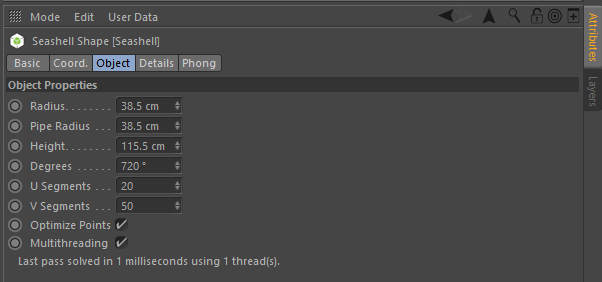 Mode Edit User Data
Seashell Shape [Seashell]
Basic Coord. Object Details Phong
Object Properties
Radius. . . . . . . . 38.5 cm
Pipe Radius . . . 38.5 cm
Height. . . . . . . . 115.5 cm
Degrees . . . . . . 720 °
U Segments . . . 20
V Segments . . . 50
Optimize Points
Multithreading
Last pass solved in 1 milliseconds using 1 thread(s).
Attributes
Layers